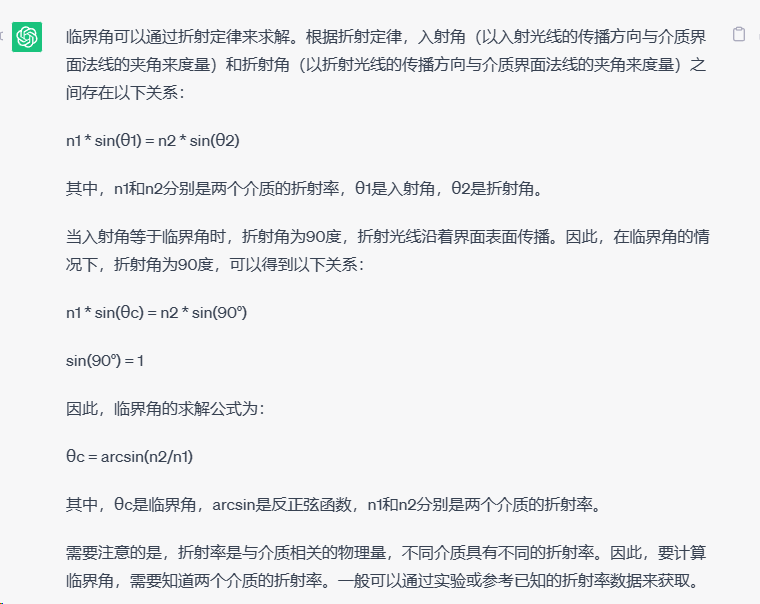 临界角可以通过折射定律来求解。根据折射定律，入射角（以入射光线的传播方向与介质界
面法线的夹角来度量）和折射角（以折射光线的传播方向与介质界面法线的夹角来度量）之
间存在以下关系：
n1 * sin(θ1) = n2 * sin(θ2)
其中，n1和n2分别是两个介质的折射率，θ1是入射角，θ2是折射角。
当入射角等于临界角时，折射角为90度，折射光线沿着界面表面传播。因此，在临界角的情
况下，折射角为90度，可以得到以下关系：
n1 * sin(θc) = n2 * sin(90°)
sin(90°) = 1
因此，临界角的求解公式为：
θc = arcsin(n2/n1)
其中，θc是临界角，arcsin是反正弦函数，n1和n2分别是两个介质的折射率。
需要注意的是，折射率是与介质相关的物理量，不同介质具有不同的折射率。因此，要计算
临界角，需要知道两个介质的折射率。一般可以通过实验或参考已知的折射率数据来获取。